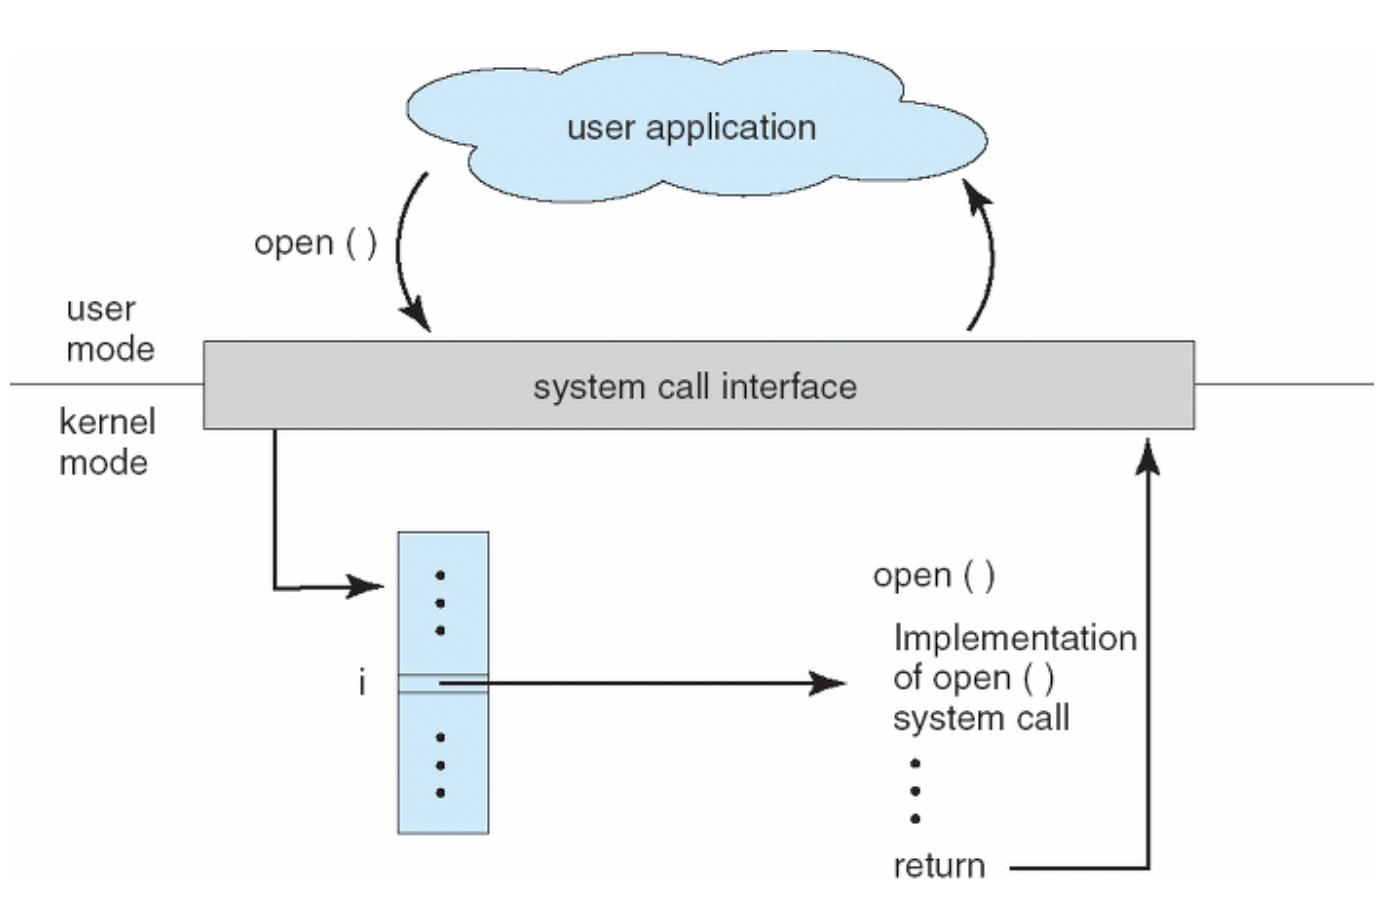 user application
open ( )
user
mode
system call interface
kernel
mode
open ( )
Implementation
of open ( )
system call
i
return